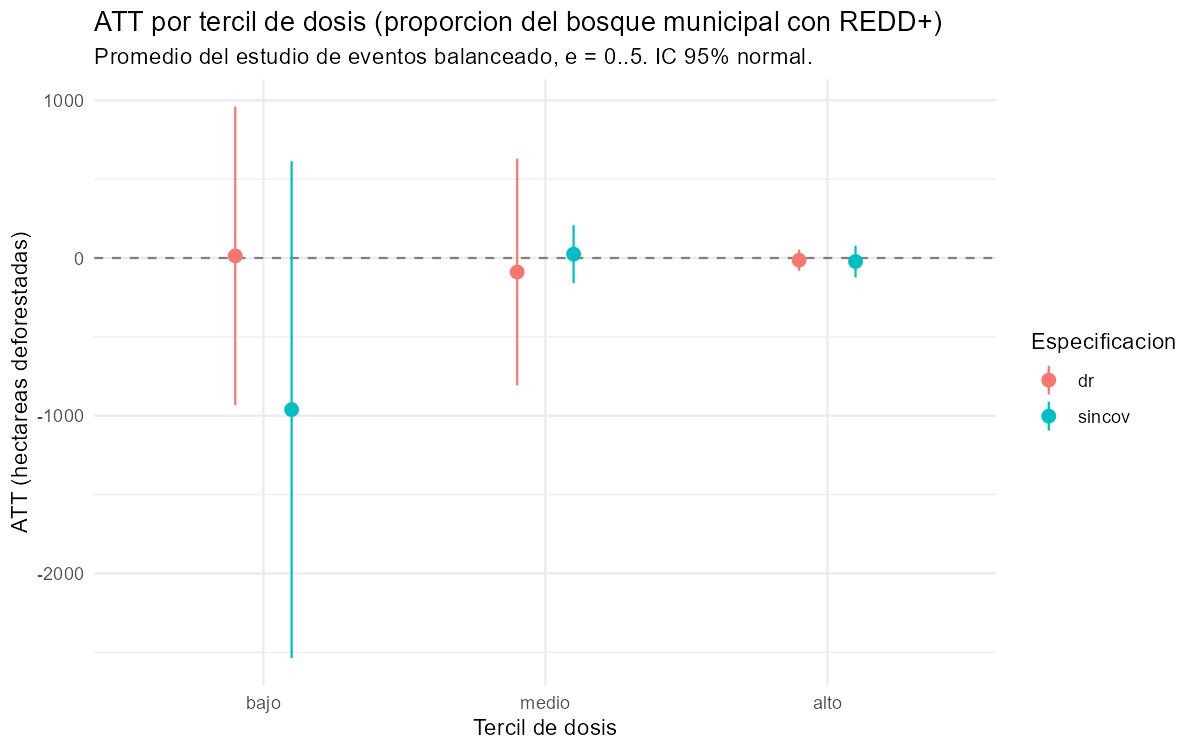 ATT por tercil de dosis (proporcion del bosque municipal con REDD+)
Promedio del estudio de eventos balanceado, e = 0..5. IC 95% normal.
ATT (hectareas deforestadas)
1000
0
-1000
-2000
bajo
medio
alto
Tercil de dosis
Especificacion
dr
sincov